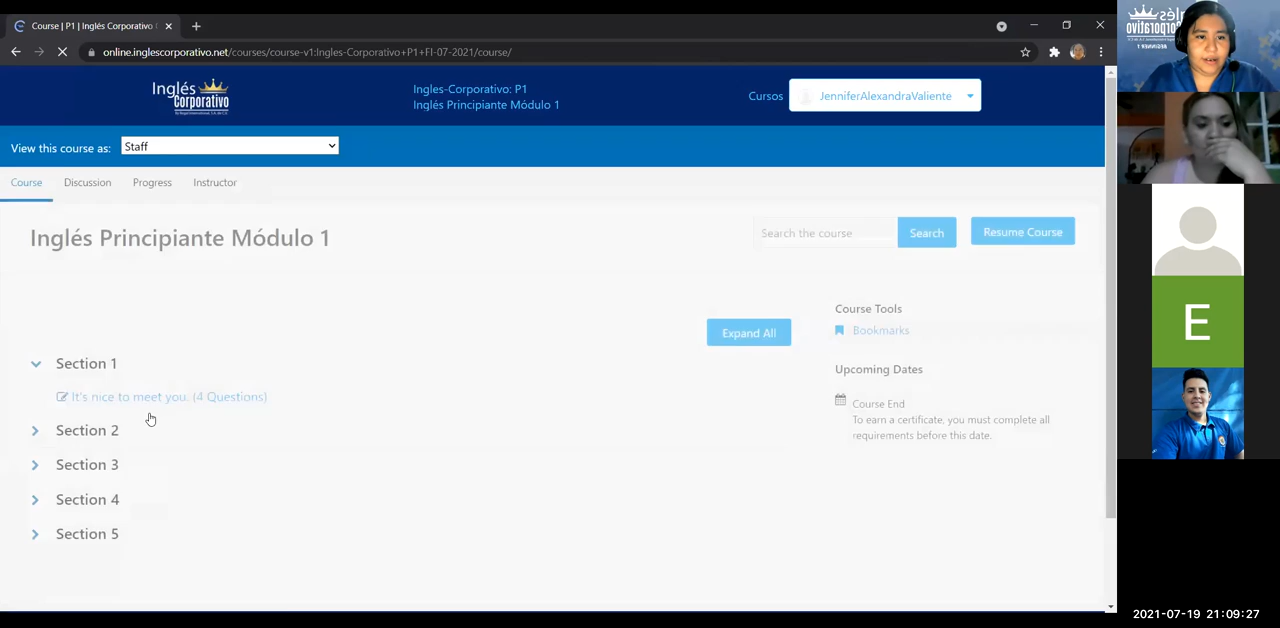 Course | P1 | Inglés Corporativo
online.inglescorporativo.net/courses/course-v1:Ingles-Corporativo+P1+FI-07-2021/course/
Inglés
Corporativo
Ingles-Corporativo: P1
Inglés Principiante Módulo 1
Cursos
JenniferAlexandraValiente
View this course as:
Staff
Course
Discussion
Progress
Instructor
Inglés Principiante Módulo 1
Search the course
Search
Resume Course
Expand All
Course Tools
Bookmarks
Upcoming Dates
Course End
To earn a certificate, you must complete all
requirements before this date.
Section 1
It's nice to meet you. (4 Questions)
Section 2
Section 3
Section 4
Section 5
Inglés
Corporativo
BEGINNER 1
E
2021-07-19 21:09:27